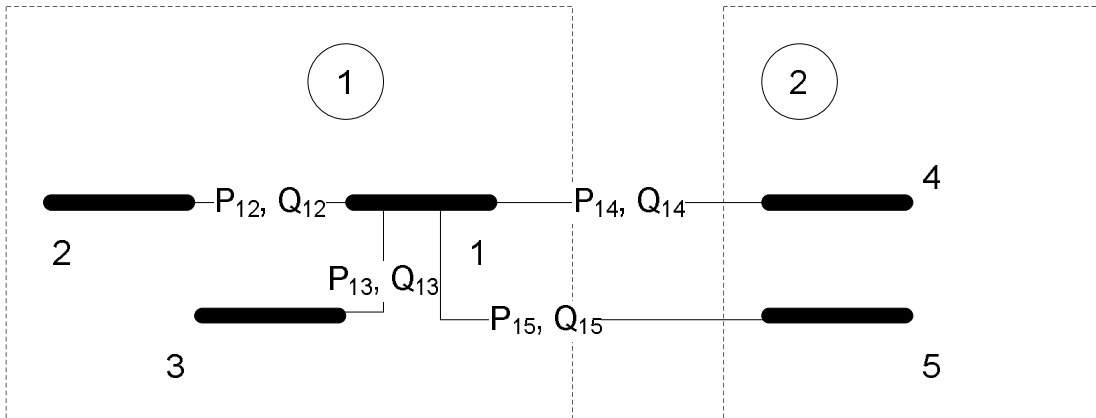 1
2
4
P₁₂, Q₁₂
P₁₄, Q₁₄
2
1
P₁₃, Q₁₃
P₁₅, Q₁₅
3
5